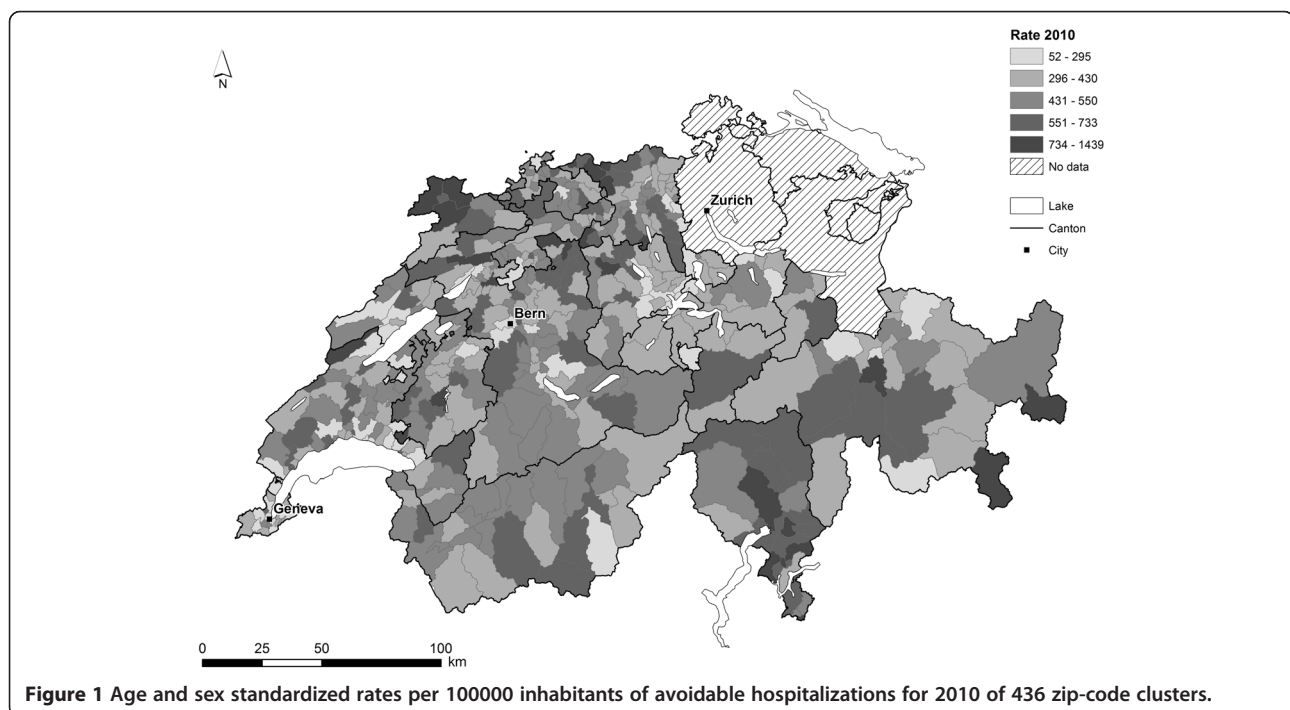 N
Rate 2010
52 - 295
296 - 430
431 - 550
551 - 733
734 - 1439
No data
Lake
Canton
City
Zurich
Bern
Geneva
0 25 50 100
km
Figure 1 Age and sex standardized rates per 100000 inhabitants of avoidable hospitalizations for 2010 of 436 zip-code clusters.